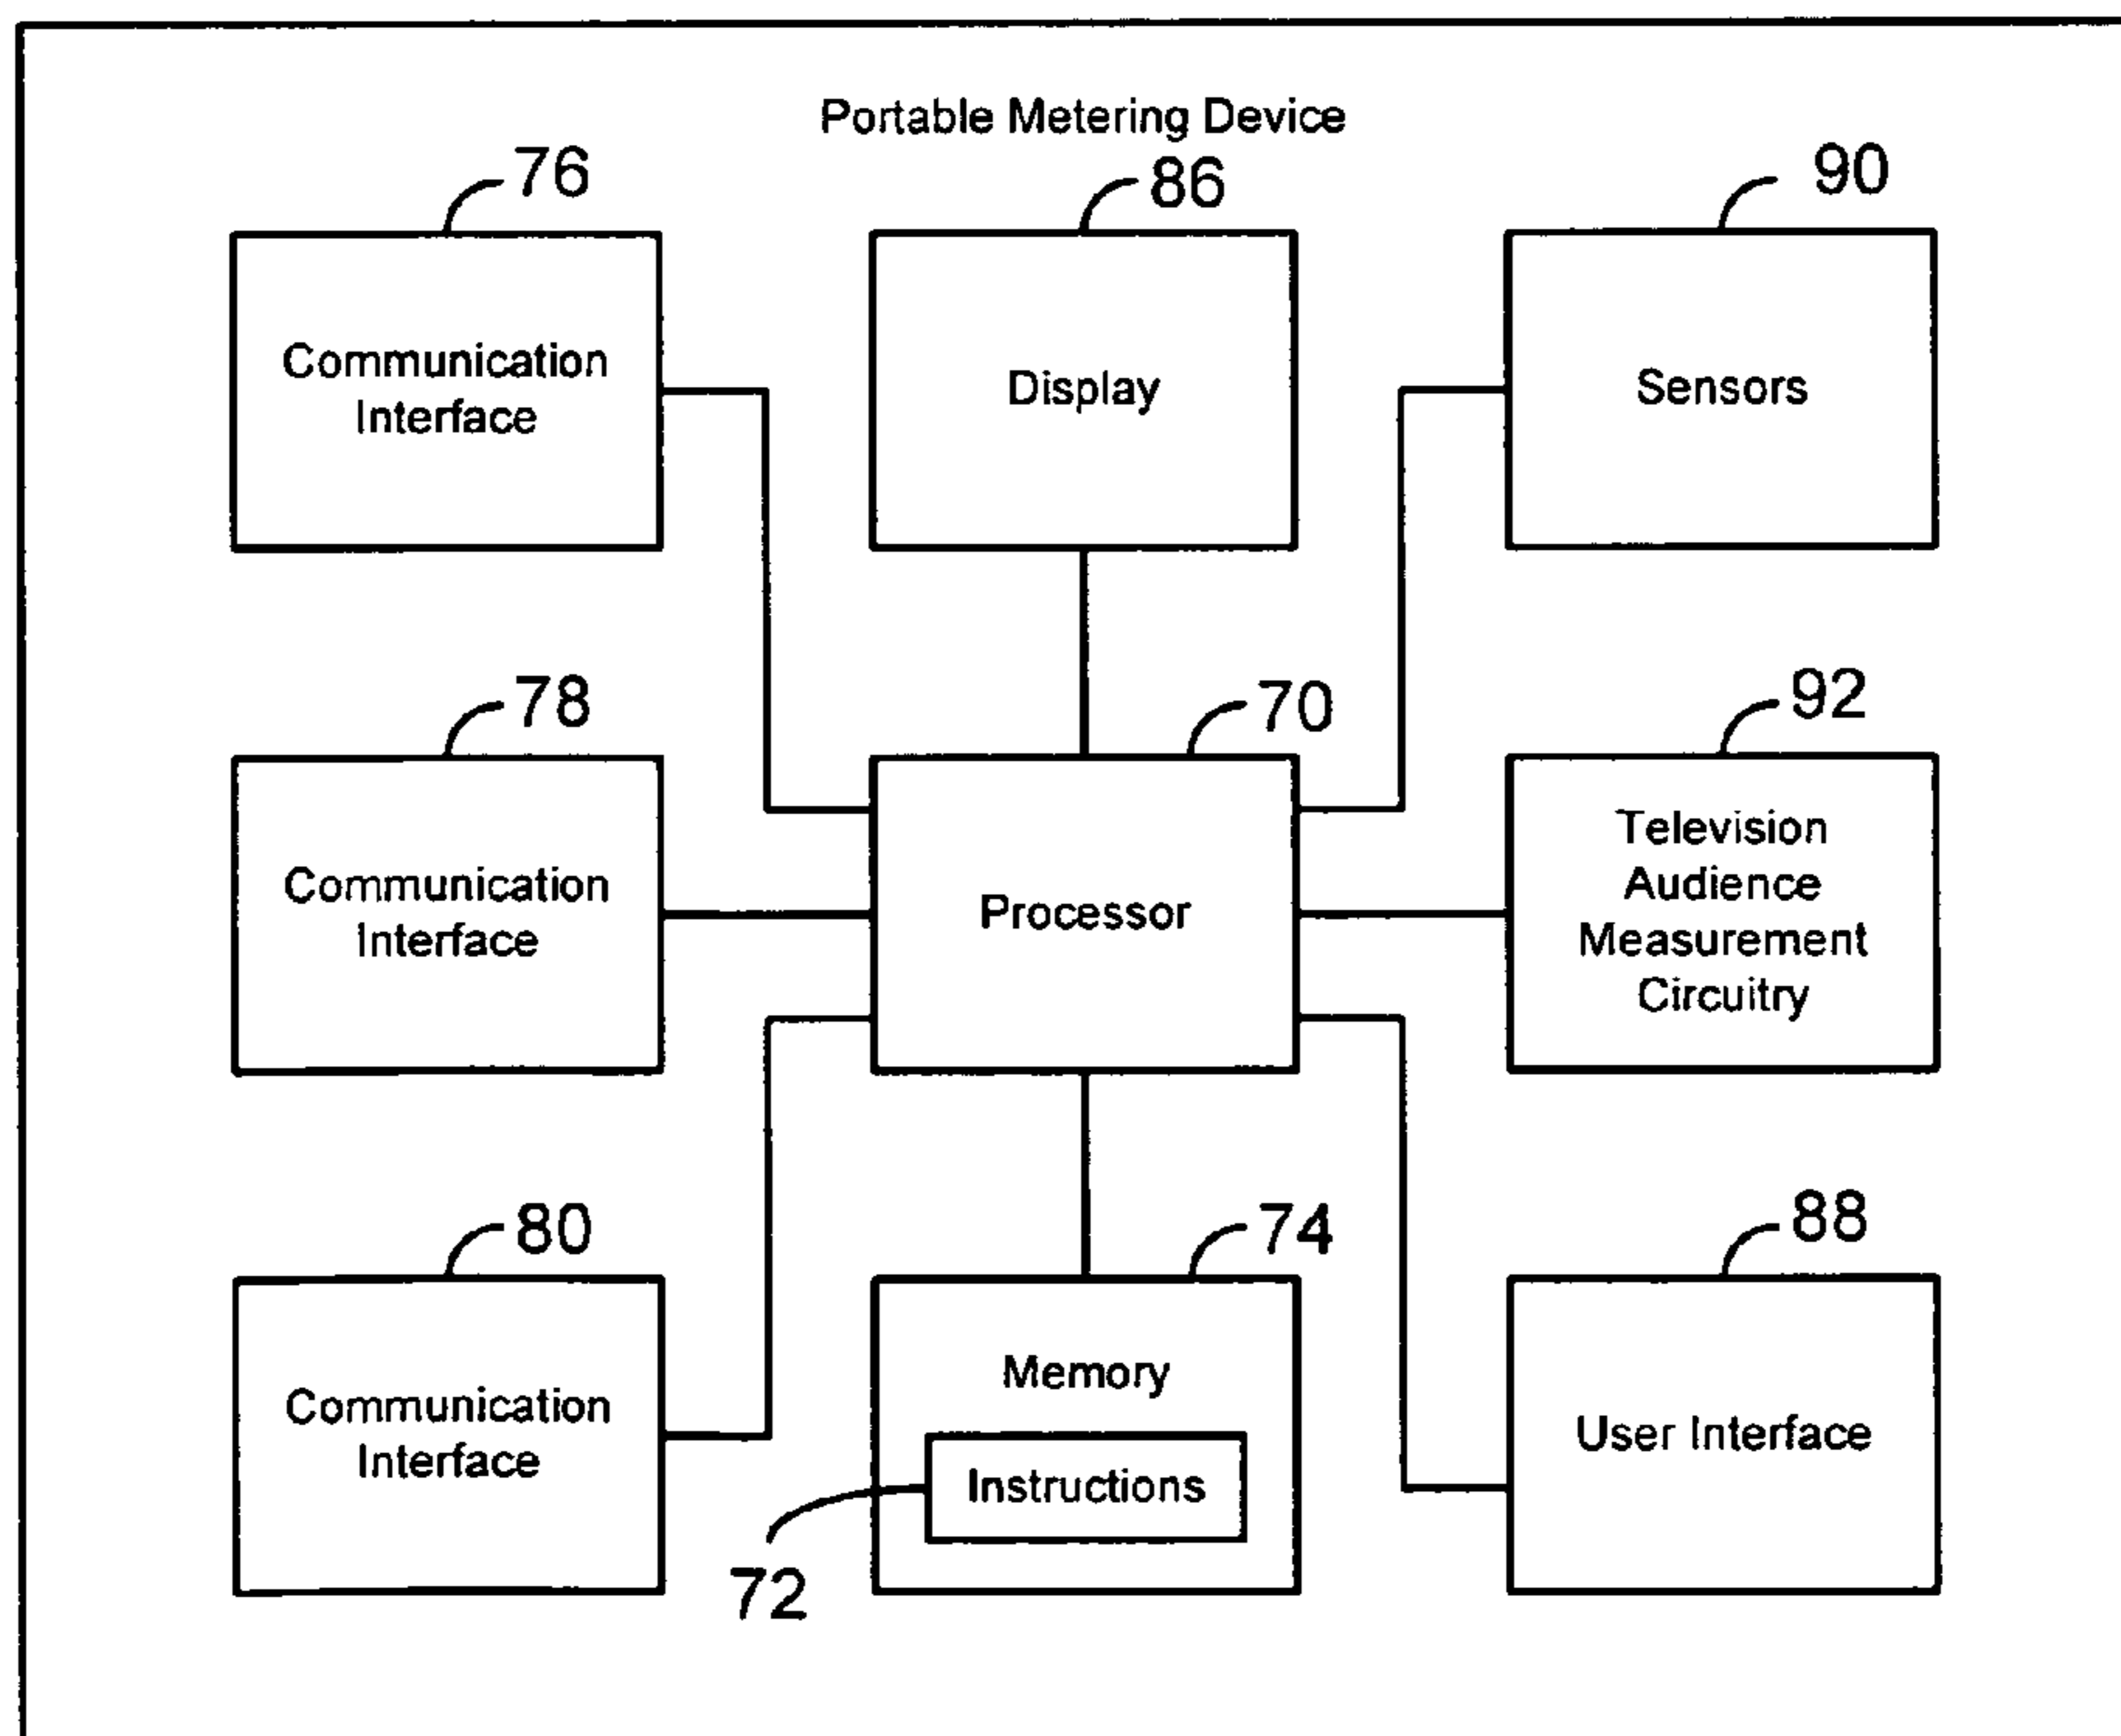 Portable Metering Device
76
86
90
Communication
Interface
Display
Sensors
78
70
92
Communication
Interface
Processor
Television
Audience
Measurement
Circuitry
80
74
88
Communication
Interface
Memory
Instructions
User Interface
72